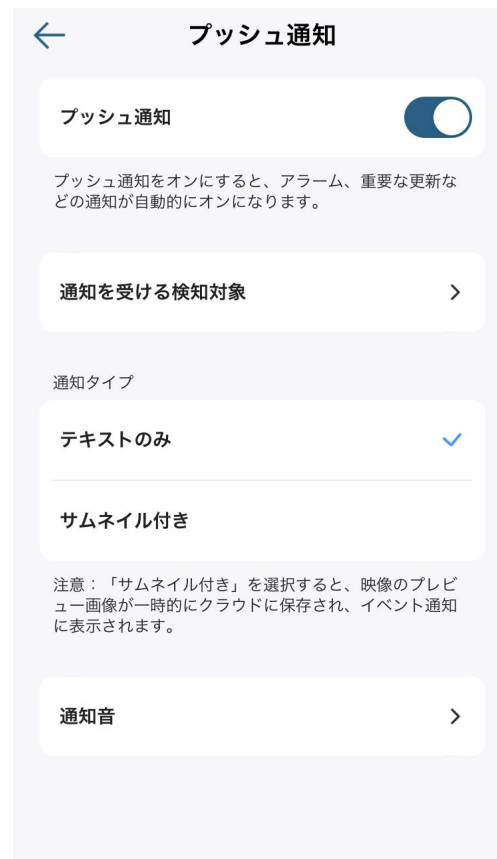 プッシュ通知
プッシュ通知
プッシュ通知をオンにすると、アラーム、重要な更新な
どの通知が自動的にオンになります。
通知を受ける検知対象
通知タイプ
テキストのみ
サムネイル付き
注意：「サムネイル付き」を選択すると、映像のプレビ
ュー画像が一時的にクラウドに保存され、イベント通知
に表示されます。
通知音